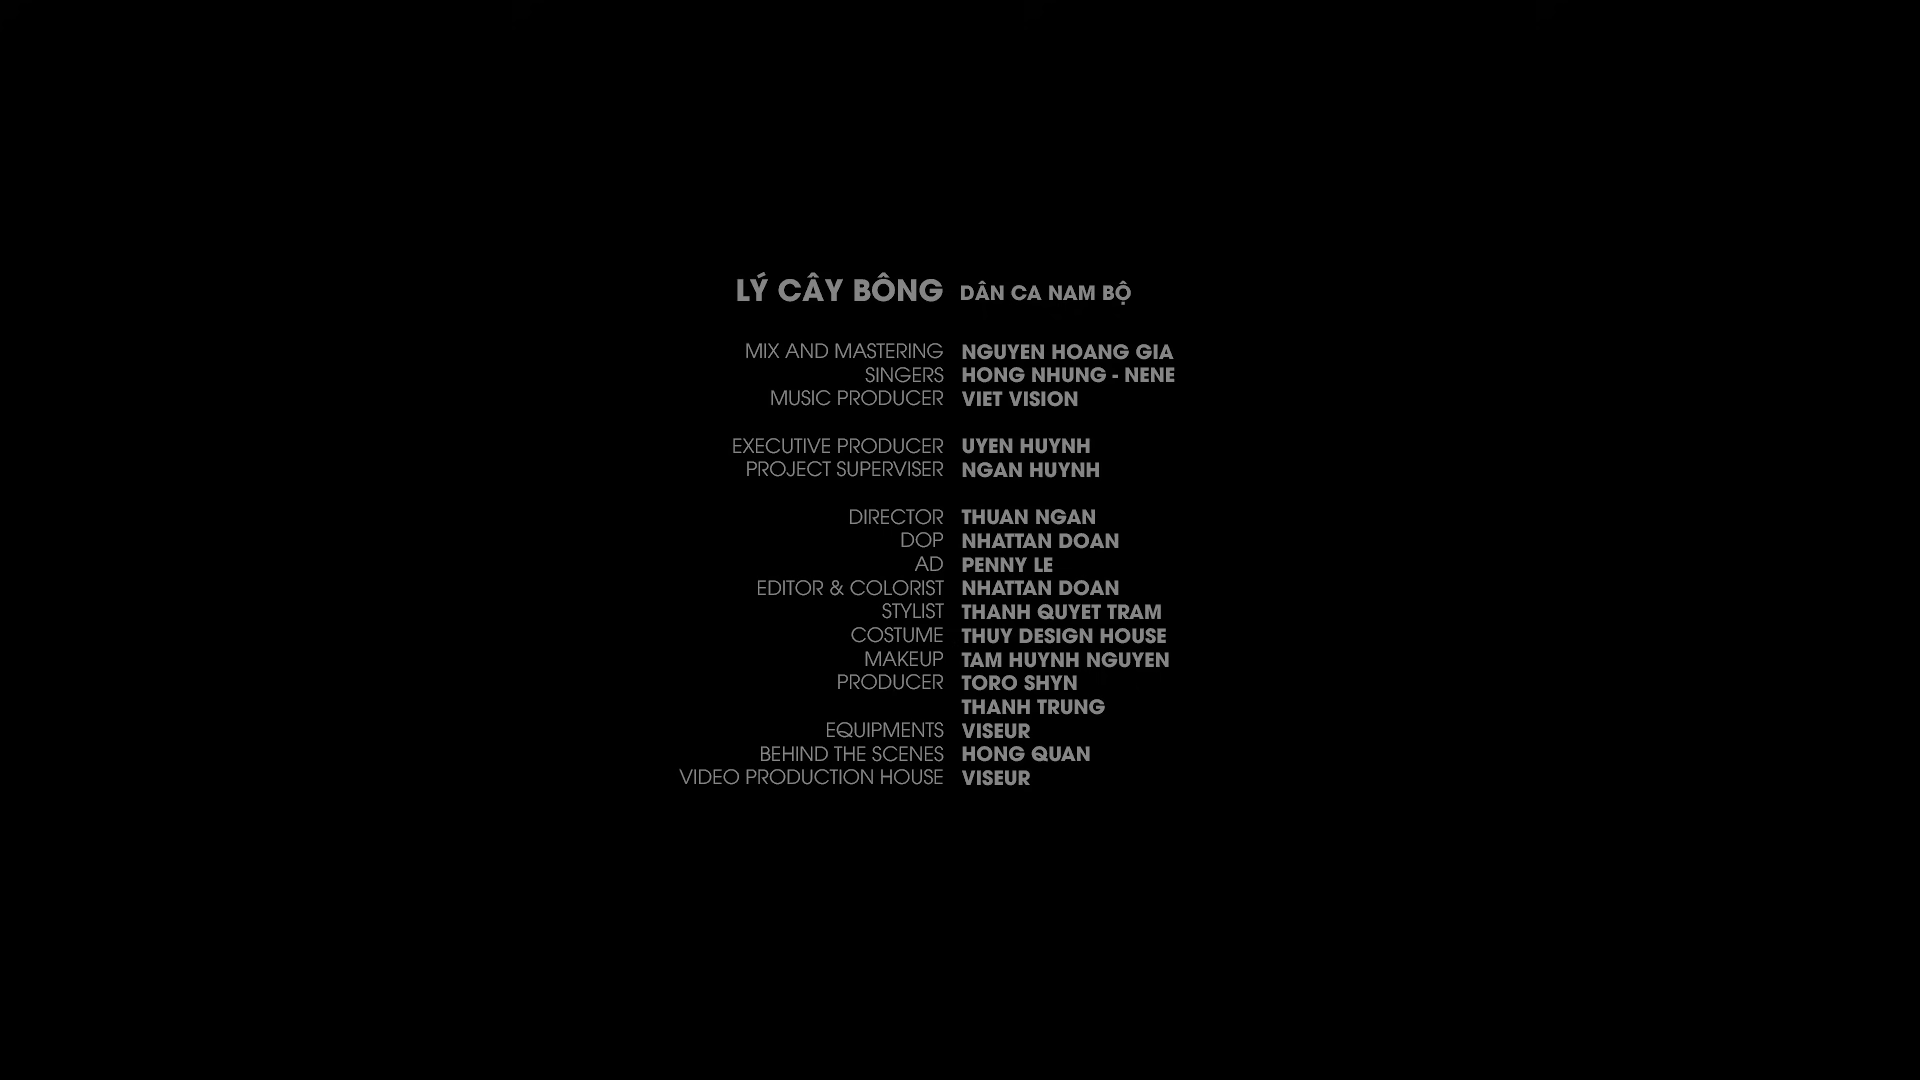 LÝ CÂY BÔNG DÂN CA NAM BỘ
MIX AND MASTERING NGUYEN HOANG GIA
SINGERS HONG NHUNG - NENE
MUSIC PRODUCER VIET VISION
EXECUTIVE PRODUCER UYEN HUYNH
PROJECT SUPERVISER NGAN HUYNH
DIRECTOR THUAN NGAN
DOP NHATTAN DOAN
AD PENNY LE
EDITOR & COLORIST NHATTAN DOAN
STYLIST THANH QUYET TRAM
COSTUME THUY DESIGN HOUSE
MAKEUP TAM HUYNH NGUYEN
PRODUCER TORO SHYN
THANH TRUNG
EQUIPMENTS VISEUR
BEHIND THE SCENES HONG QUAN
VIDEO PRODUCTION HOUSE VISEUR